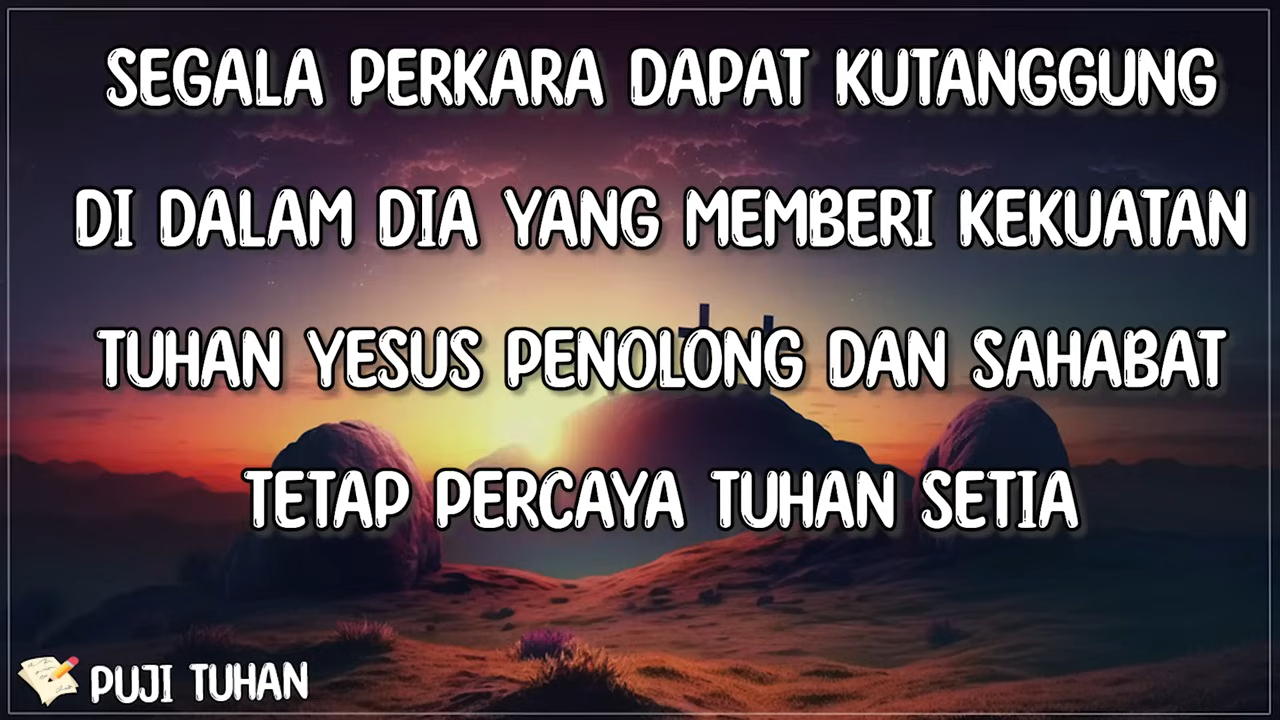 SEGALA PERKARA DAPAT KUTANGGUNG
DI DALAM DIA YANG MEMBERI KEKUATAN
TUHAN YESUS PENOLONG DAN SAHABAT
TETAP PERCAYA TUHAN SETIA
PUJI TUHAN